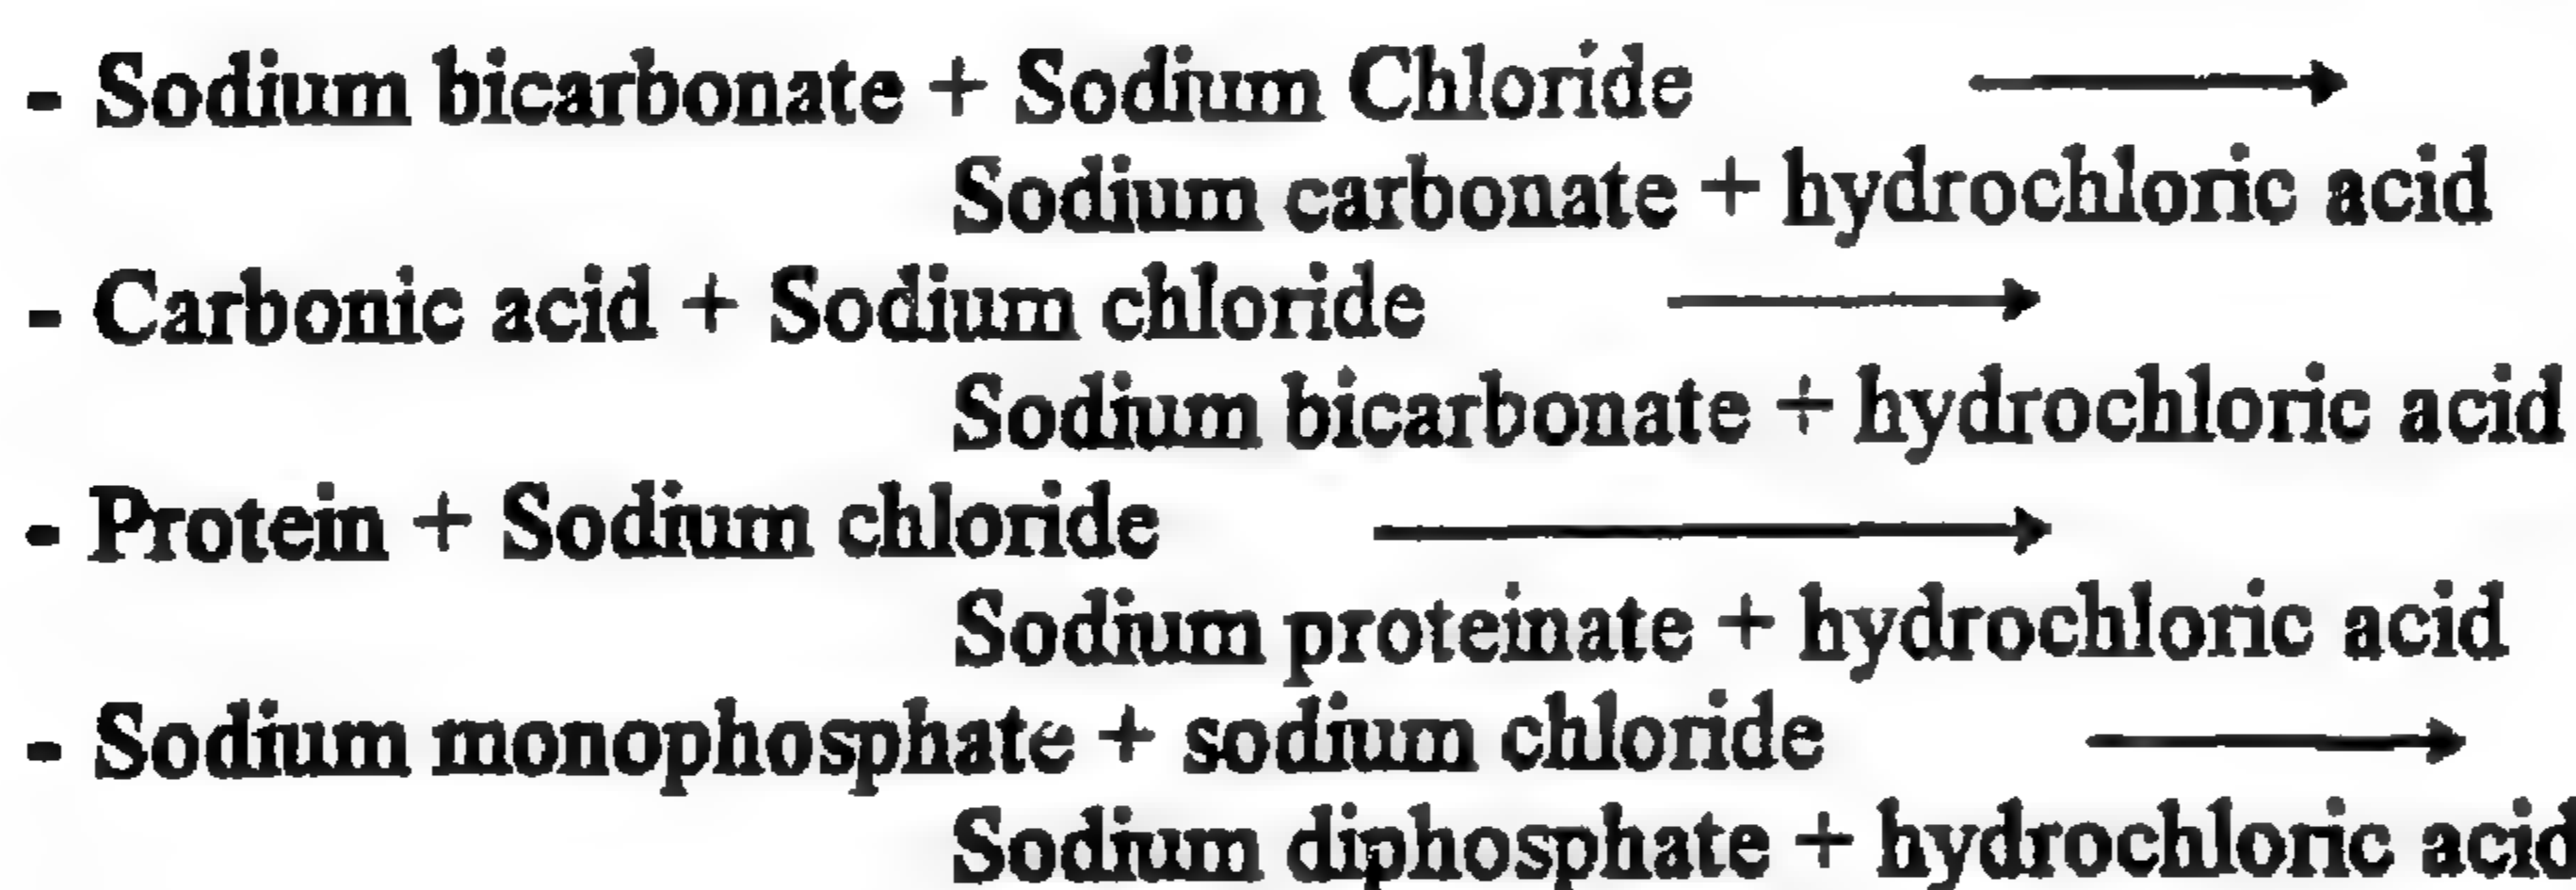 - Sodium bicarbonate + Sodium Chloride ⟶
Sodium carbonate + hydrochloric acid
- Carbonic acid + Sodium chloride ⟶
Sodium bicarbonate + hydrochloric acid
- Protein + Sodium chloride ⟶
Sodium proteinate + hydrochloric acid
- Sodium monophosphate + sodium chloride ⟶
Sodium diphosphate + hydrochloric acid